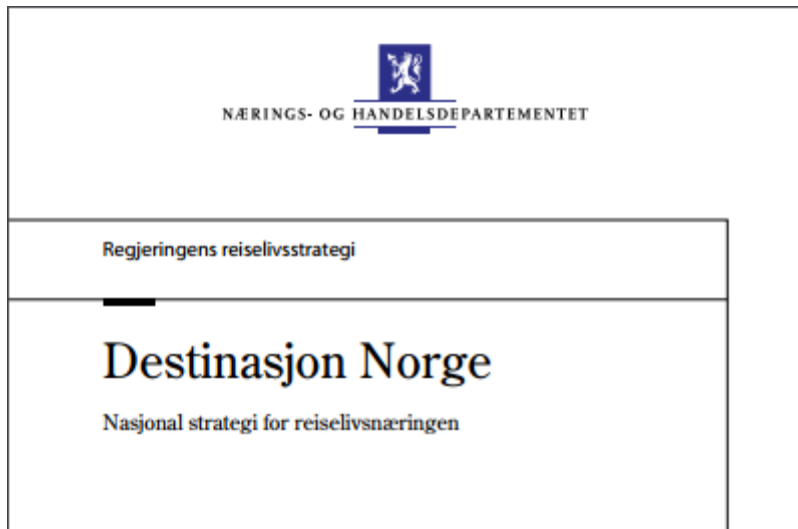 NÆRINGS- OG HANDELSDEPARTEMENTET
Regjeringens reiselivsstrategi
Destinasjon Norge
Nasjonal strategi for reiselivsnæringen